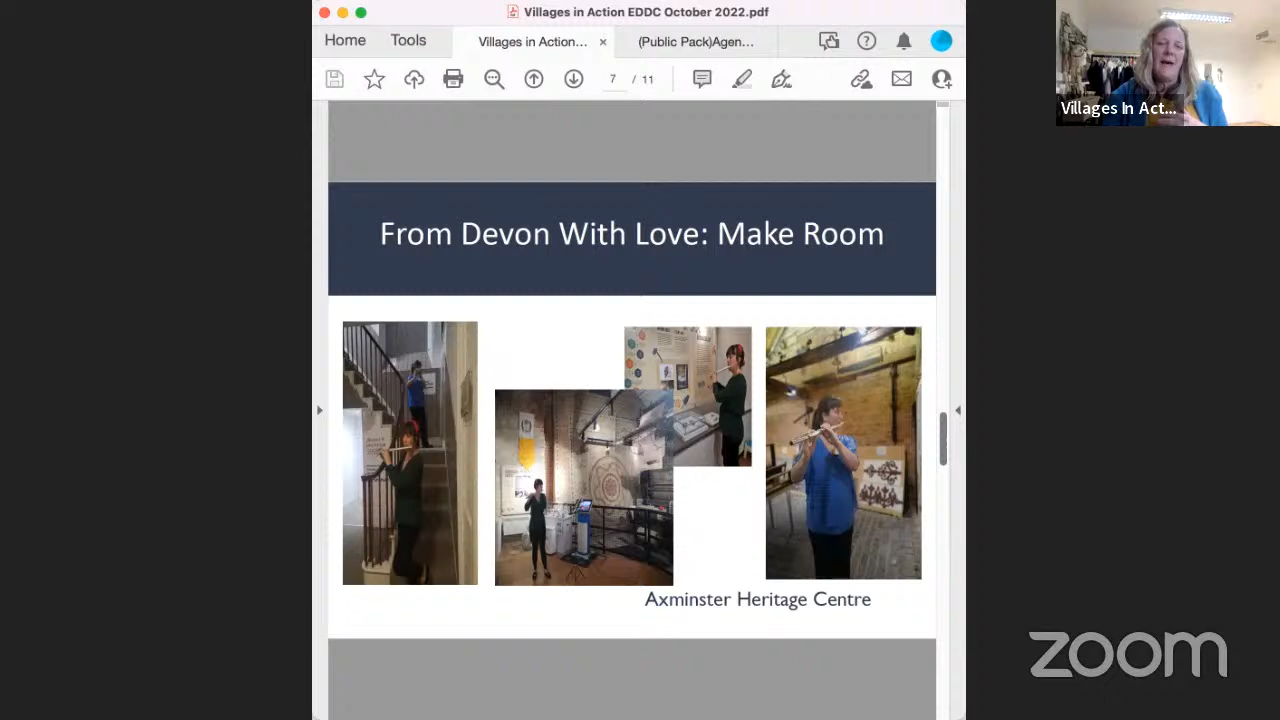 Villages in Action EDDC October 2022.pdf
Home
Tools
Villages in Action...
(Public Pack)Agen...
7 / 11
Villages In Act...
From Devon With Love: Make Room
Axminster Heritage Centre
zoom